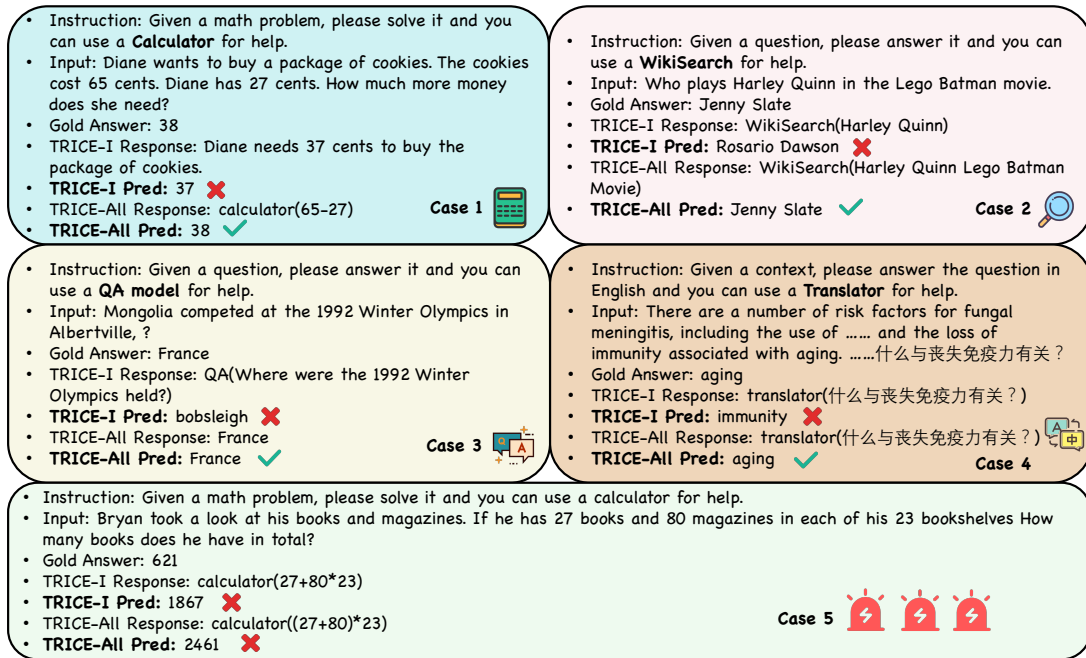 • Instruction: Given a math problem, please solve it and you
can use a Calculator for help.
• Input: Diane wants to buy a package of cookies. The cookies
cost 65 cents. Diane has 27 cents. How much more money
does she need?
• Gold Answer: 38
• TRICE-I Response: Diane needs 37 cents to buy the
package of cookies.
• TRICE-I Pred: 37
• TRICE-All Response: calculator(65-27)
• TRICE-All Pred: 38
Case 1
• Instruction: Given a question, please answer it and you can
use a WikiSearch for help.
• Input: Who plays Harley Quinn in the Lego Batman movie.
• Gold Answer: Jenny Slate
• TRICE-I Response: WikiSearch(Harley Quinn)
• TRICE-I Pred: Rosario Dawson
• TRICE-All Response: WikiSearch(Harley Quinn Lego Batman
Movie)
• TRICE-All Pred: Jenny Slate
Case 2
• Instruction: Given a question, please answer it and you can
use a QA model for help.
• Input: Mongolia competed at the 1992 Winter Olympics in
Albertville, ?
• Gold Answer: France
• TRICE-I Response: QA(Where were the 1992 Winter
Olympics held?)
• TRICE-I Pred: bobsleigh
• TRICE-All Response: France
• TRICE-All Pred: France
Case 3
Q
A
• Instruction: Given a context, please answer the question in
English and you can use a Translator for help.
• Input: There are a number of risk factors for fungal
meningitis, including the use of …… and the loss of
immunity associated with aging. ……什么与丧失免疫力有关？
• Gold Answer: aging
• TRICE-I Response: translator(什么与丧失免疫力有关？)
• TRICE-I Pred: immunity
• TRICE-All Response: translator(什么与丧失免疫力有关？)
• TRICE-All Pred: aging
Case 4
A
中
• Instruction: Given a math problem, please solve it and you can use a calculator for help.
• Input: Bryan took a look at his books and magazines. If he has 27 books and 80 magazines in each of his 23 bookshelves How
many books does he have in total?
• Gold Answer: 621
• TRICE-I Response: calculator(27+80*23)
• TRICE-I Pred: 1867
• TRICE-All Response: calculator((27+80)*23)
• TRICE-All Pred: 2461
Case 5